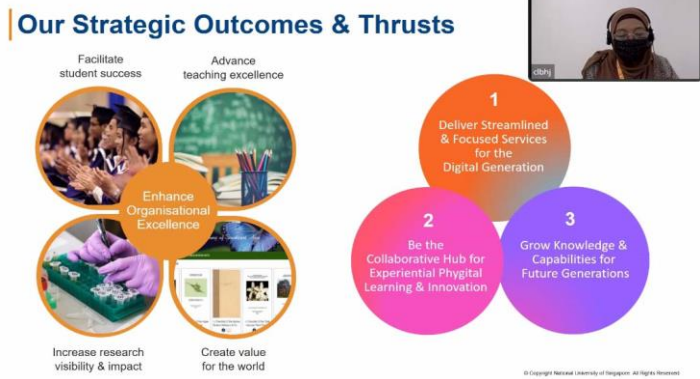 Our Strategic Outcomes & Thrusts
clbhj
Facilitate
student success
Advance
teaching excellence
Enhance
Organisational
Excellence
Increase research
visibility & impact
Create value
for the world
1
Deliver Streamlined
& Focused Services
for the
Digital Generation
2
Be the
Collaborative Hub for
Experiential Phygital
Learning & Innovation
3
Grow Knowledge &
Capabilities for
Future Generations
© Copyright National University of Singapore. All Rights Reserved.